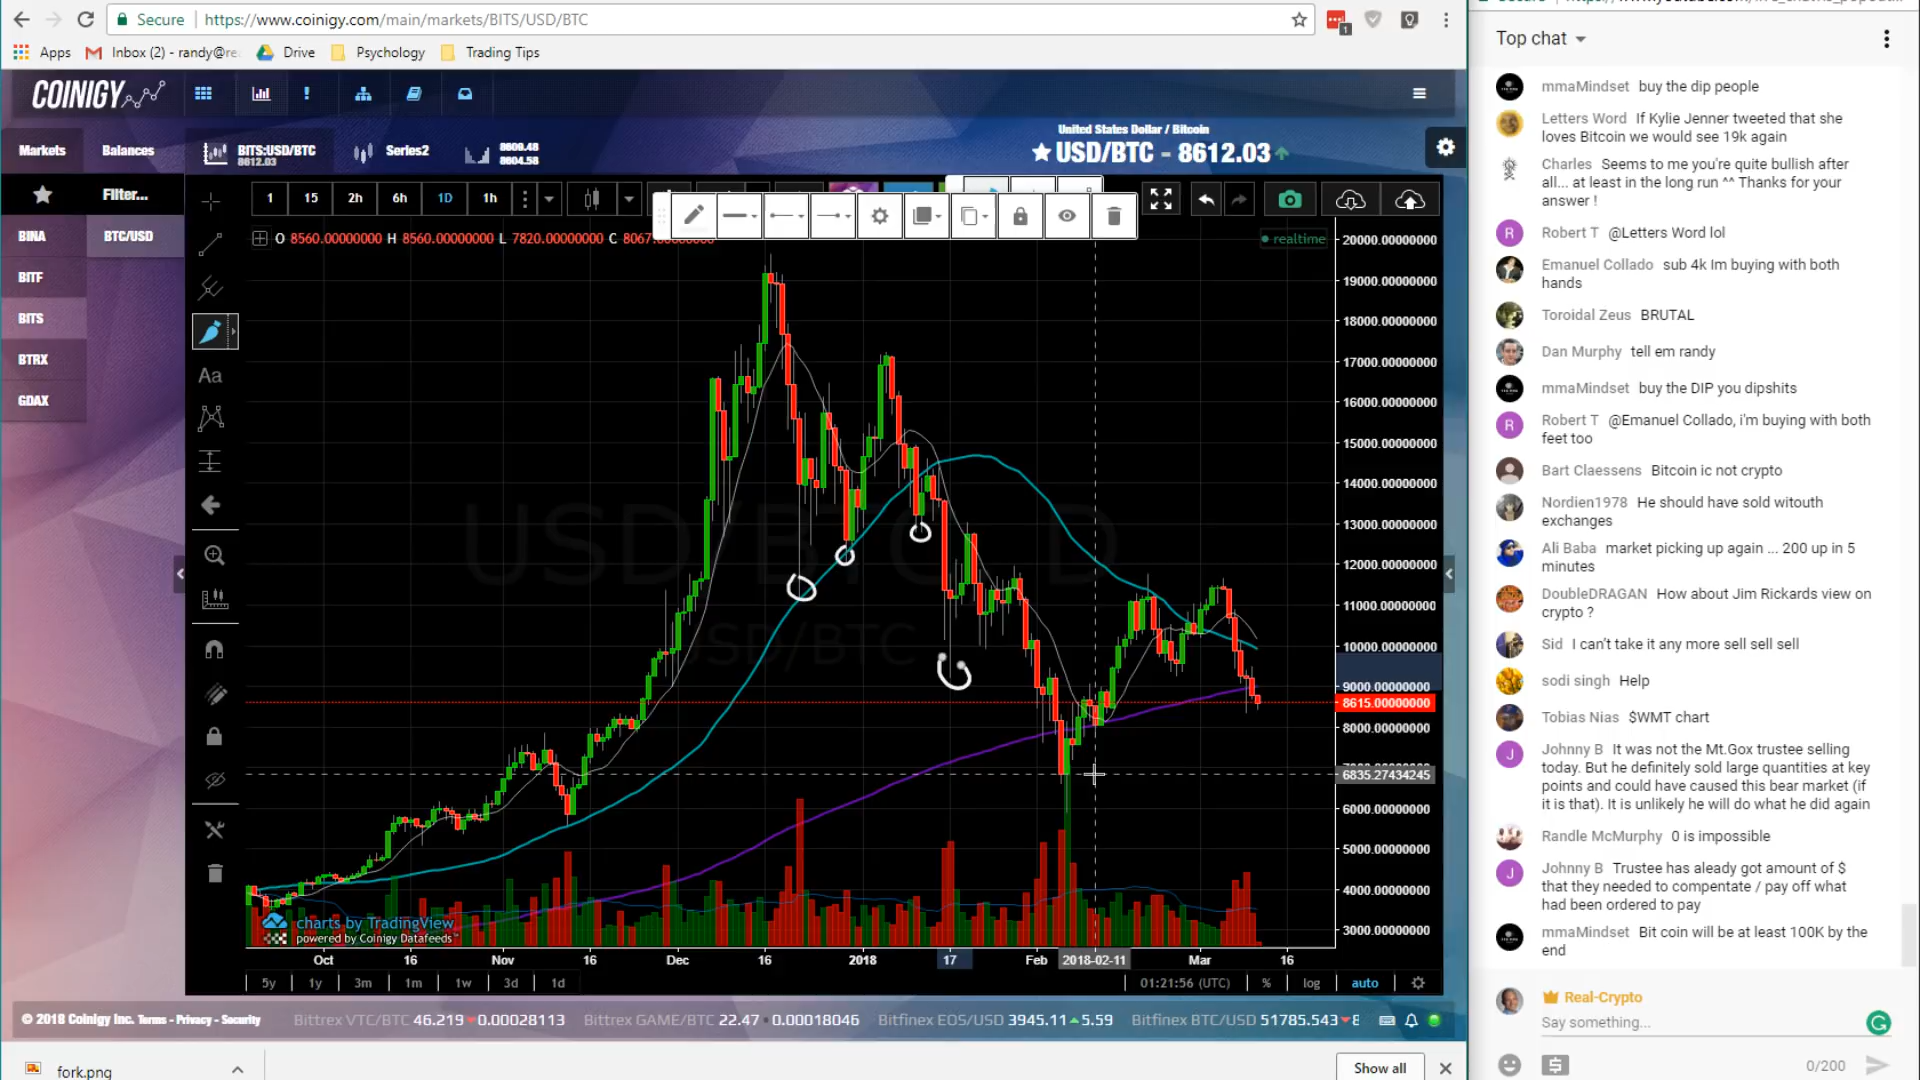 Secure https://www.coinigy.com/main/markets/BITS/USD/BTC
Apps Inbox (2) - randy@re Drive Psychology Trading Tips
COINIGY
Markets Balances BITS:USD/BTC 8612.03 Series2 8609.48 8604.58
United States Dollar / Bitcoin
USD/BTC - 8612.03
Filter...
1 15 2h 6h 1D 1h
BINA BTC/USD
BITF
BITS
BTRX
GDAX
O 8560.00000000 H 8560.00000000 L 7820.00000000 C 8067.
realtime
Aa
USD/BTC, D
USD/BTC
20000.00000000
19000.00000000
18000.00000000
17000.00000000
16000.00000000
15000.00000000
14000.00000000
13000.00000000
12000.00000000
11000.00000000
10000.00000000
9000.00000000
8615.00000000
8000.00000000
6835.27434245
6000.00000000
5000.00000000
4000.00000000
3000.00000000
charts by TradingView
powered by Coinigy Datafeeds™
Oct 16 Nov 16 Dec 16 2018 17 Feb 2018-02-11 Mar 16
5y 1y 3m 1m 1w 3d 1d 01:21:56 (UTC) % log auto
© 2018 Coinigy Inc. Terms - Privacy - Security
Bittrex VTC/BTC 46.219 0.00028113 Bittrex GAME/BTC 22.47 0.00018046 Bitfinex EOS/USD 3945.11 5.59 Bitfinex BTC/USD 51785.543 8
fork.png
Show all
Top chat
mmaMindset buy the dip people
Letters Word If Kylie Jenner tweeted that she
loves Bitcoin we would see 19k again
Charles Seems to me you're quite bullish after
all... at least in the long run ^^ Thanks for your
answer !
R Robert T @Letters Word lol
Emanuel Collado sub 4k Im buying with both
hands
Toroidal Zeus BRUTAL
Dan Murphy tell em randy
mmaMindset buy the DIP you dipshits
R Robert T @Emanuel Collado, i'm buying with both
feet too
Bart Claessens Bitcoin ic not crypto
Nordien1978 He should have sold witouth
exchanges
Ali Baba market picking up again ... 200 up in 5
minutes
DoubleDRAGAN How about Jim Rickards view on
crypto ?
Sid I can't take it any more sell sell sell
sodi singh Help
Tobias Nias $WMT chart
J Johnny B It was not the Mt.Gox trustee selling
today. But he definitely sold large quantities at key
points and could have caused this bear market (if
it is that). It is unlikely he will do what he did again
Randle McMurphy 0 is impossible
J Johnny B Trustee has aleady got amount of $
that they needed to compentate / pay off what
had been ordered to pay
mmaMindset Bit coin will be at least 100K by the
end
Real-Crypto
Say something...
0/200